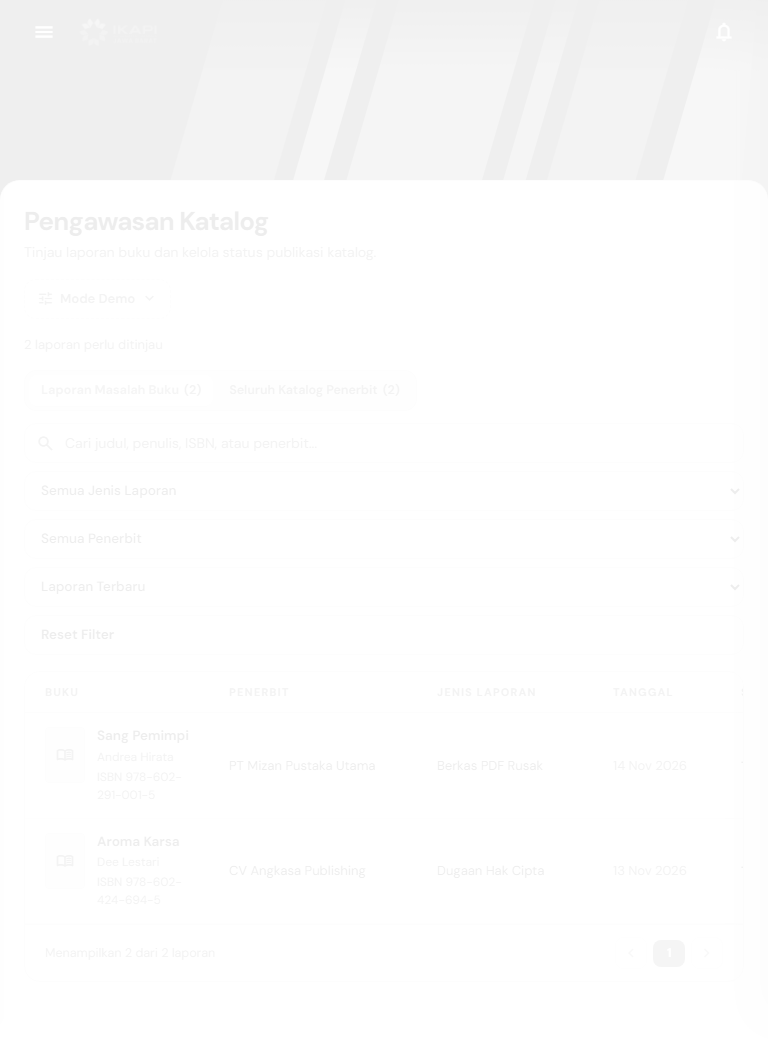 Pengawasan Katalog
Tinjau laporan buku dan kelola status publikasi katalog.
Mode Demo
2 laporan perlu ditinjau
Laporan Masalah Buku (2)
Seluruh Katalog Penerbit (2)
Cari judul, penulis, ISBN, atau penerbit...
Semua Jenis Laporan
Semua Penerbit
Laporan Terbaru
Reset Filter
BUKU PENERBIT JENIS LAPORAN TANGGAL
Sang Pemimpi
Andrea Hirata
ISBN 978-602-
291-001-5
PT Mizan Pustaka Utama
Berkas PDF Rusak
14 Nov 2026
Aroma Karsa
Dee Lestari
ISBN 978-602-
424-694-5
CV Angkasa Publishing
Dugaan Hak Cipta
13 Nov 2026
Menampilkan 2 dari 2 laporan
1